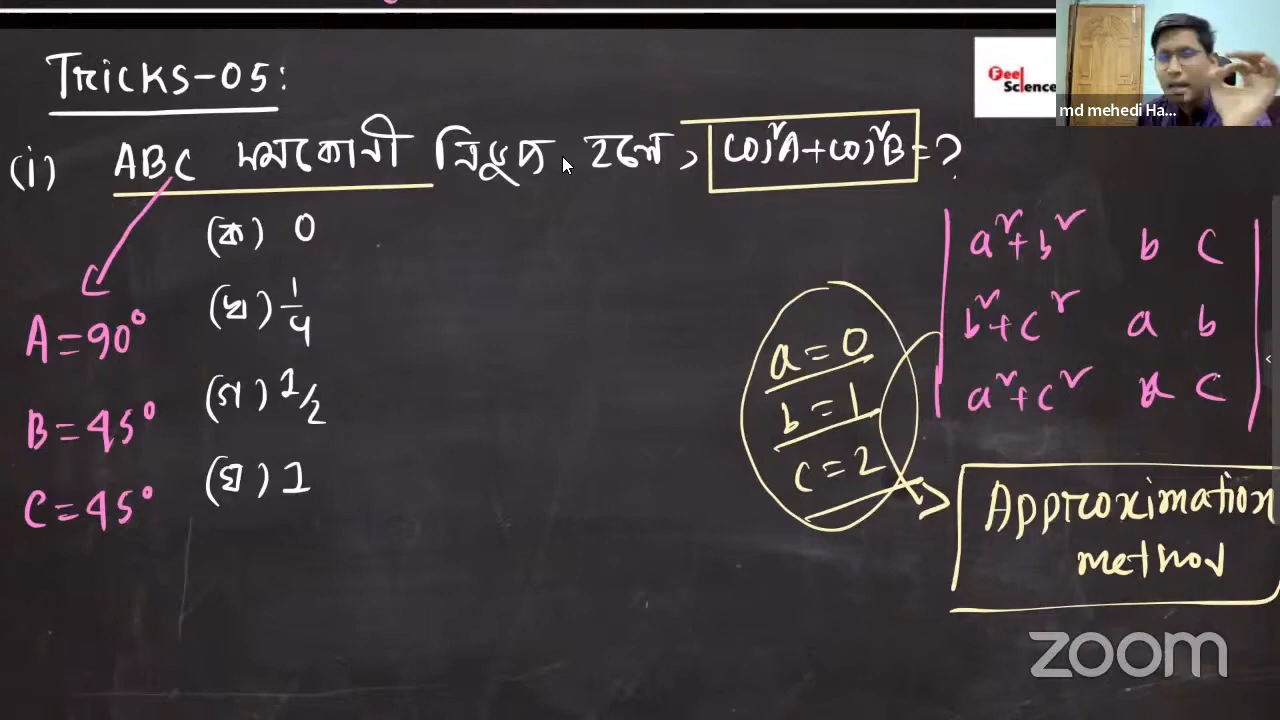 Tricks-05:
Feel
Science
md mehedi Ha...
(i) ABC সমকোনী ত্রিভুজ হলে, cos²A+cos²B=?
(ক) 0
(খ) 1/4
(গ) 1/2
(ঘ) 1
A=90°
B=45°
C=45°
a=0
b=1
c=2
a²+b² b c
b²+c² a b
a²+c² a c
Approximation
method
zoom